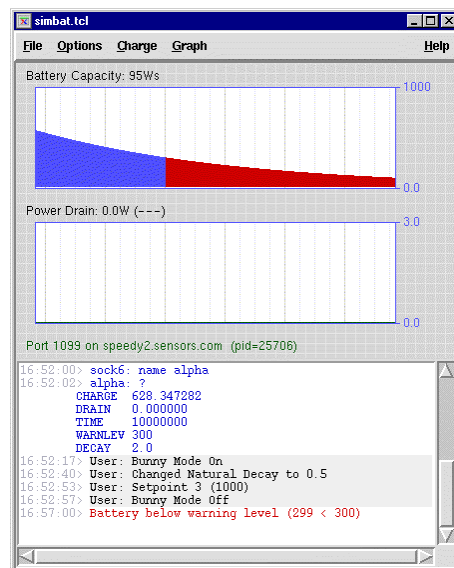 simbat.tcl
File Options Charge Graph Help
Battery Capacity: 95Ws
1000
0.0
Power Drain: 0.0W (---)
3.0
0.0
Port 1099 on speedy2.sensors.com (pid=25706)
16:52:00> sock6: name alpha
16:52:02> alpha: ?
CHARGE 628.347282
DRAIN 0.000000
TIME 10000000
WARNLEV 300
DECAY 2.0
16:52:17> User: Bunny Mode On
16:52:40> User: Changed Natural Decay to 0.5
16:52:53> User: Setpoint 3 (1000)
16:52:57> User: Bunny Mode Off
16:57:00> Battery below warning level (299 < 300)